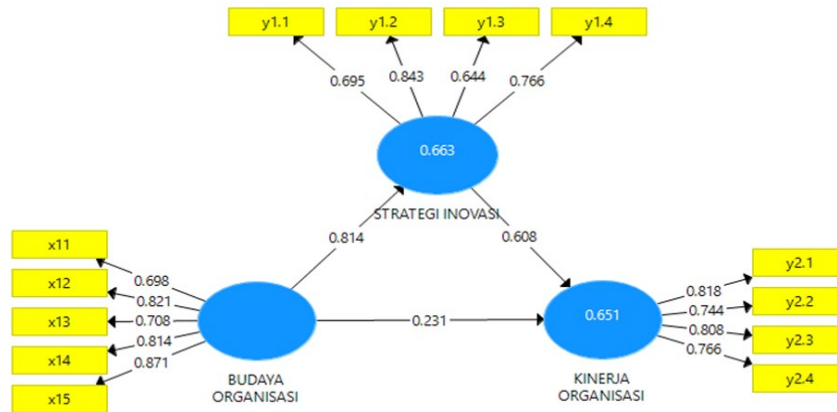 y1.1 y1.2 y1.3 y1.4
0.695 0.843 0.644 0.766
0.663
STRATEGI INOVASI
0.814 0.608
x11
x12
x13
x14
x15
0.698
0.821
0.708
0.814
0.871
BUDAYA
ORGANISASI
0.231
0.651
KINERJA
ORGANISASI
0.818
0.744
0.808
0.766
y2.1
y2.2
y2.3
y2.4